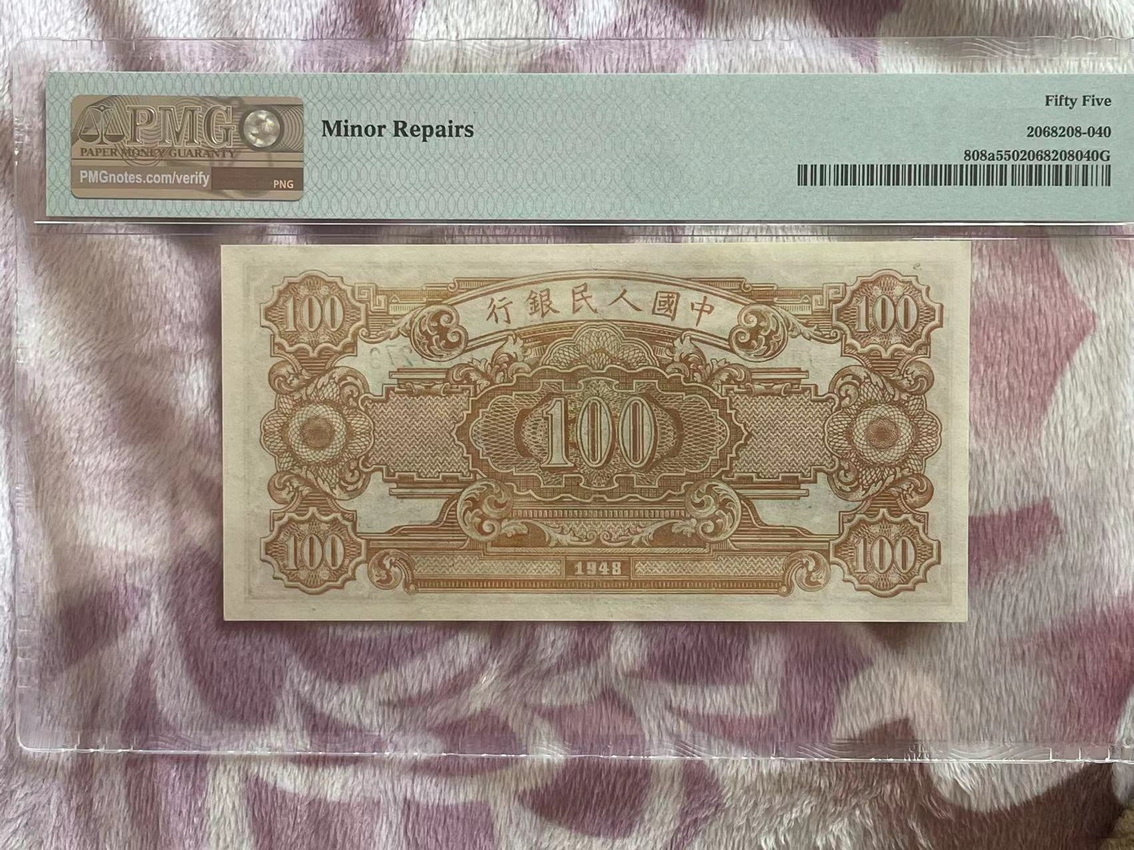 PMG
PAPER MONEY GUARANTY
PMGnotes.com/verify
PNG
Minor Repairs
Fifty Five
2068208-040
808a5502068208040G
行銀民人國中
100
100
100
100
100
1948